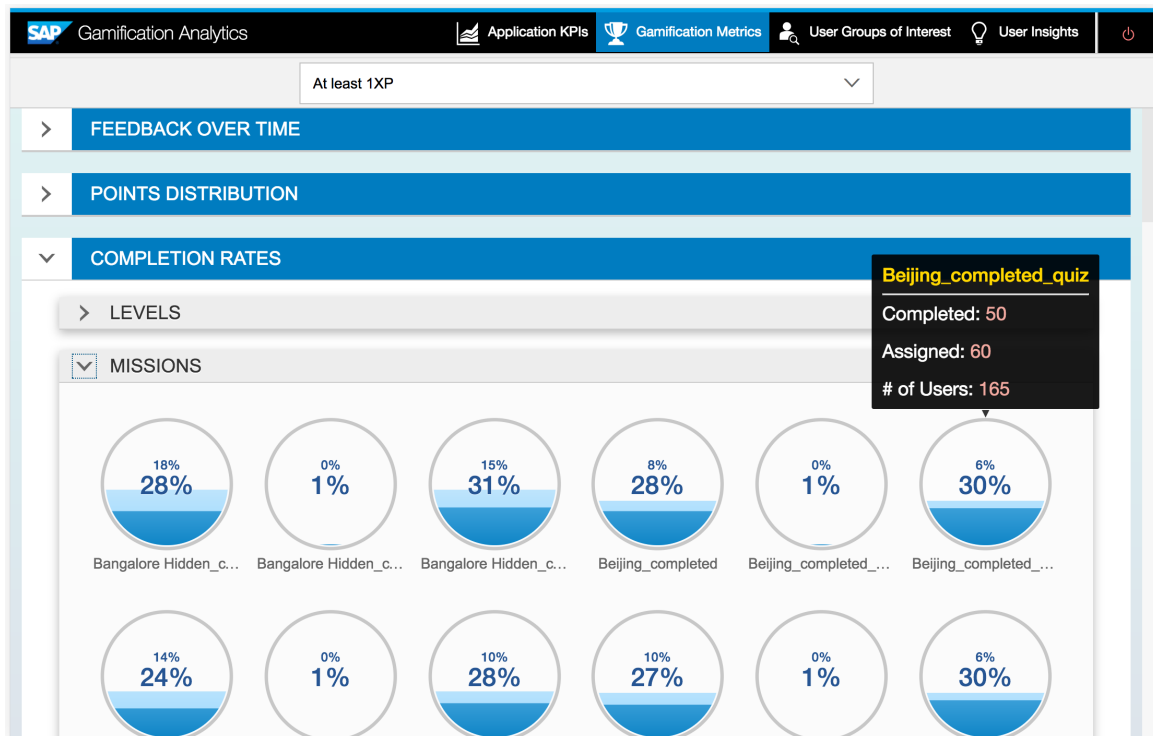 SAP Gamification Analytics Application KPIs Gamification Metrics User Groups of Interest User Insights
At least 1XP
FEEDBACK OVER TIME
POINTS DISTRIBUTION
COMPLETION RATES
Beijing_completed_quiz
Completed: 50
Assigned: 60
# of Users: 165
LEVELS
MISSIONS
18% 0% 15% 8% 0% 6%
28% 1% 31% 28% 1% 30%
Bangalore Hidden_c... Bangalore Hidden_c... Bangalore Hidden_c... Beijing_completed Beijing_completed_... Beijing_completed_...
14% 0% 10% 10% 0% 6%
24% 1% 28% 27% 1% 30%